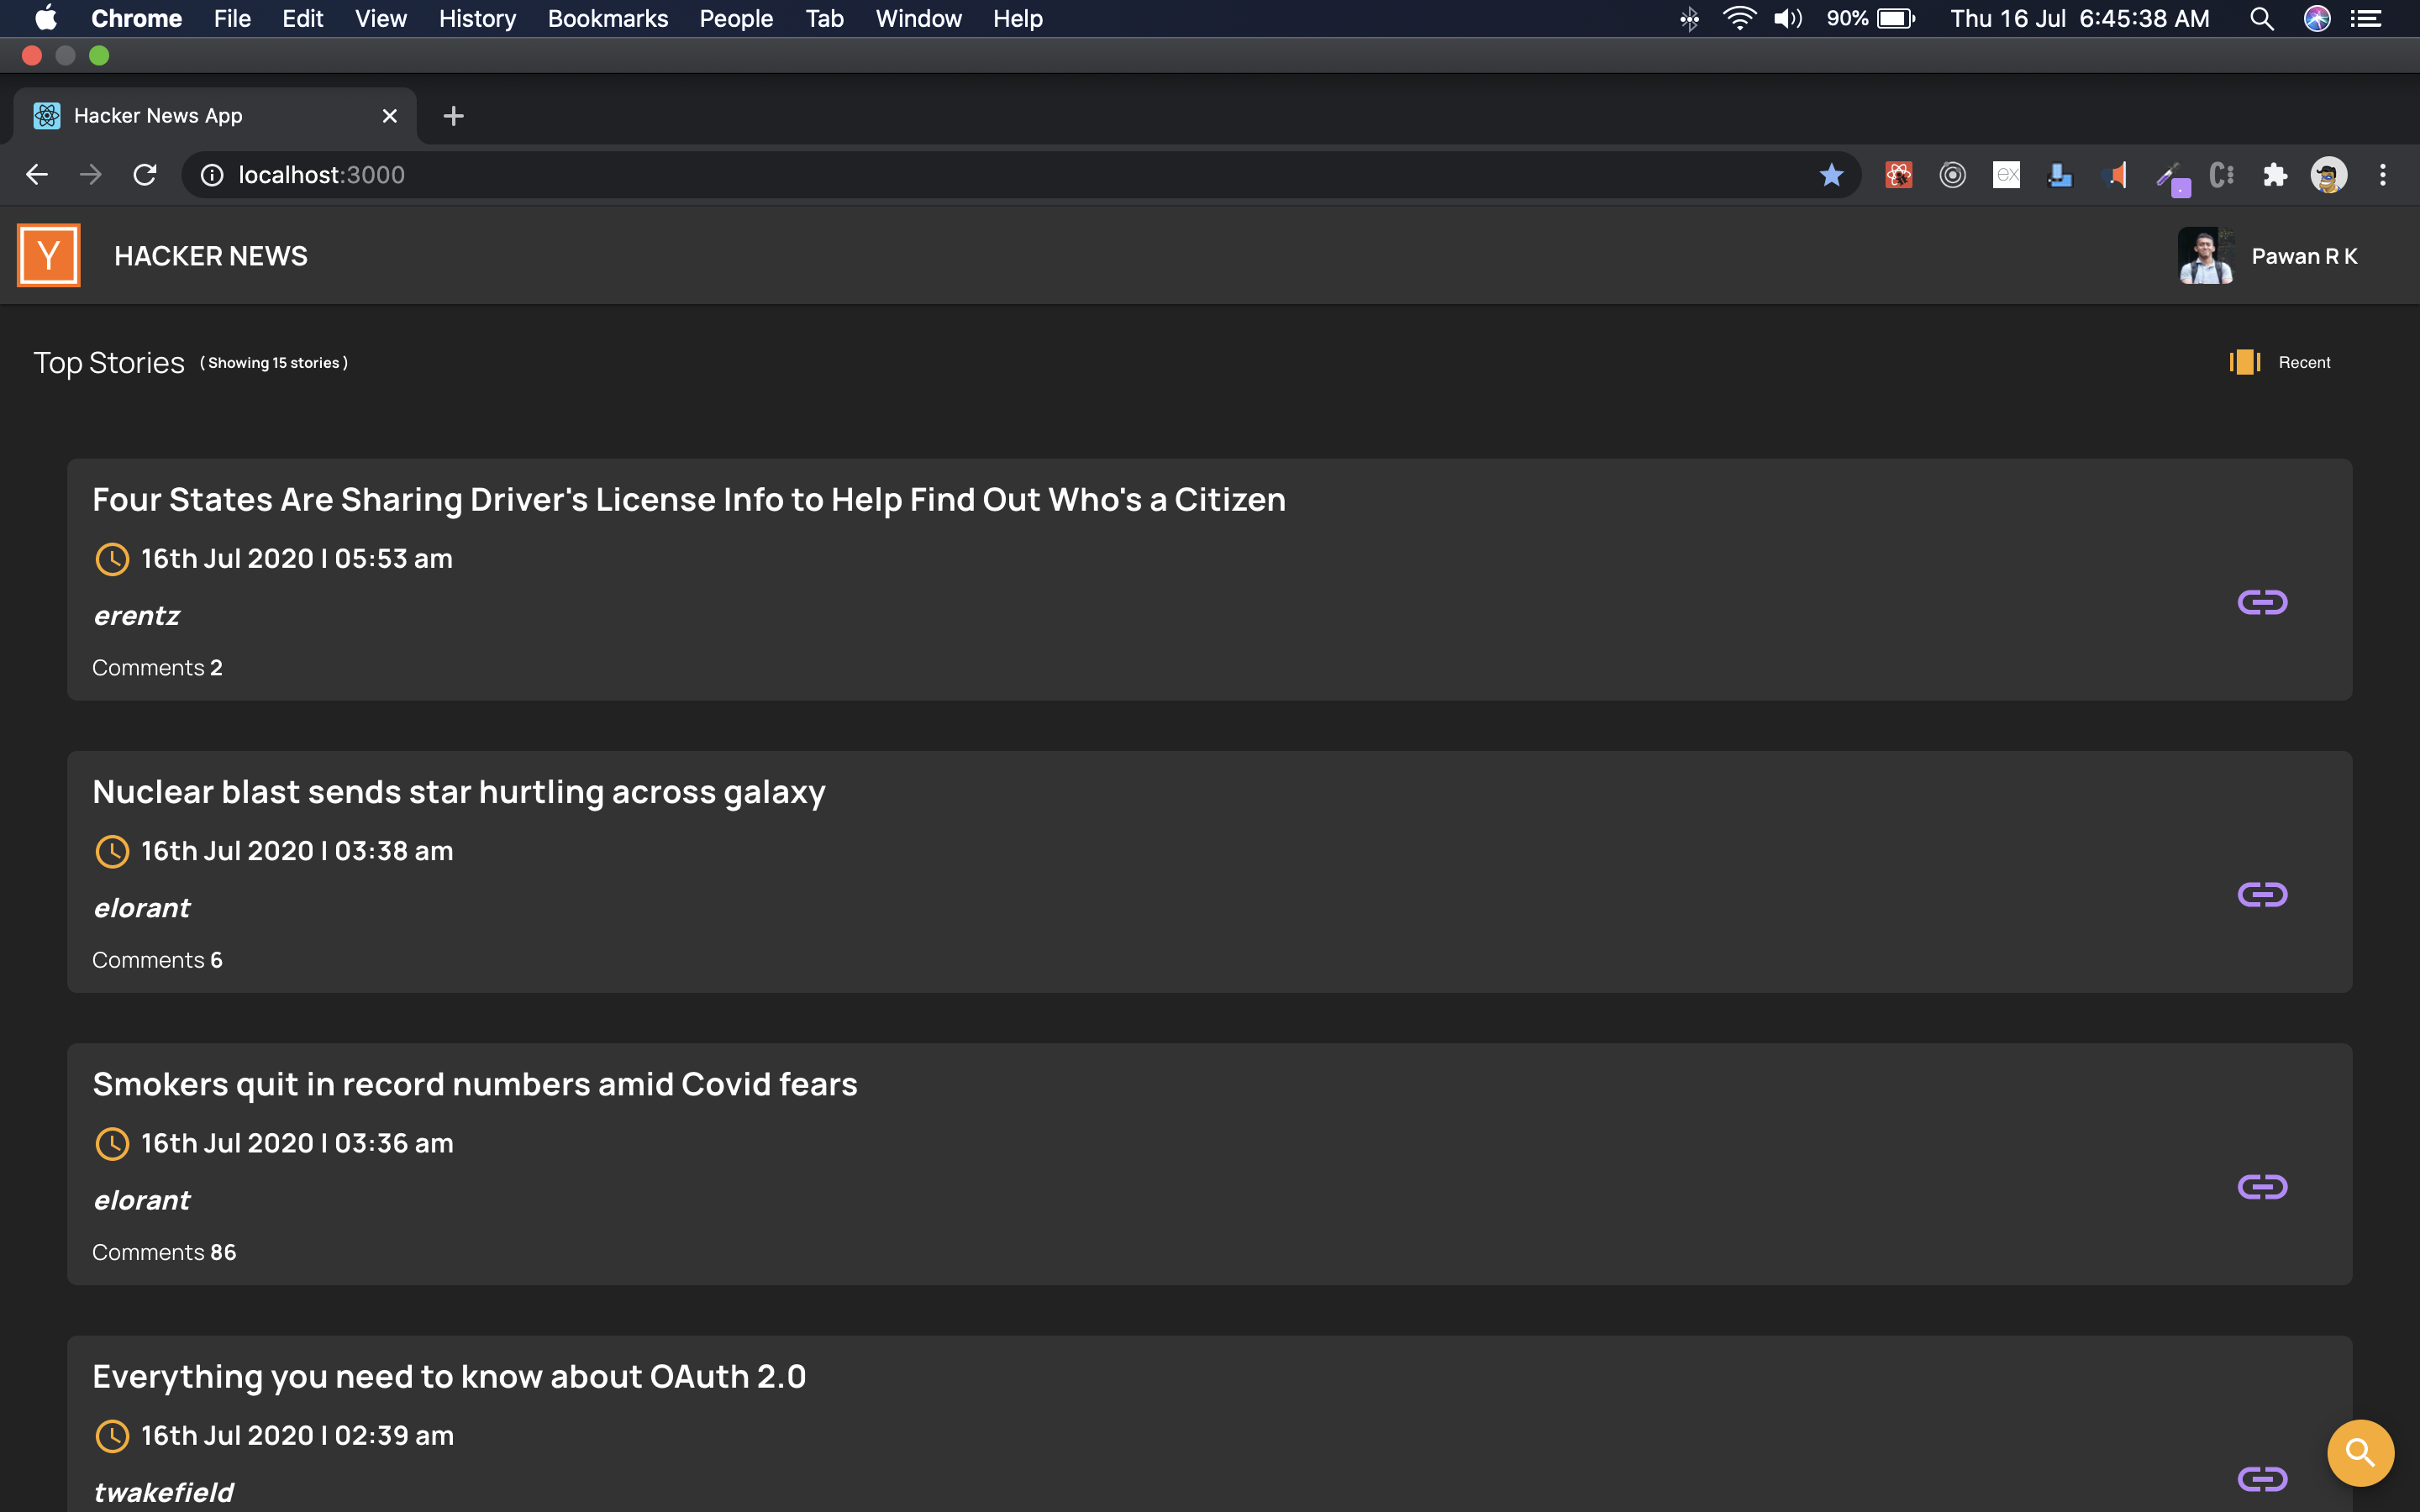 Chrome File Edit View History Bookmarks People Tab Window Help 90% Thu 16 Jul 6:45:38 AM
Hacker News App
localhost:3000
ex
Y HACKER NEWS Pawan R K
Top Stories ( Showing 15 stories ) Recent
Four States Are Sharing Driver's License Info to Help Find Out Who's a Citizen
16th Jul 2020 | 05:53 am
erentz
Comments 2
Nuclear blast sends star hurtling across galaxy
16th Jul 2020 | 03:38 am
elorant
Comments 6
Smokers quit in record numbers amid Covid fears
16th Jul 2020 | 03:36 am
elorant
Comments 86
Everything you need to know about OAuth 2.0
16th Jul 2020 | 02:39 am
twakefield